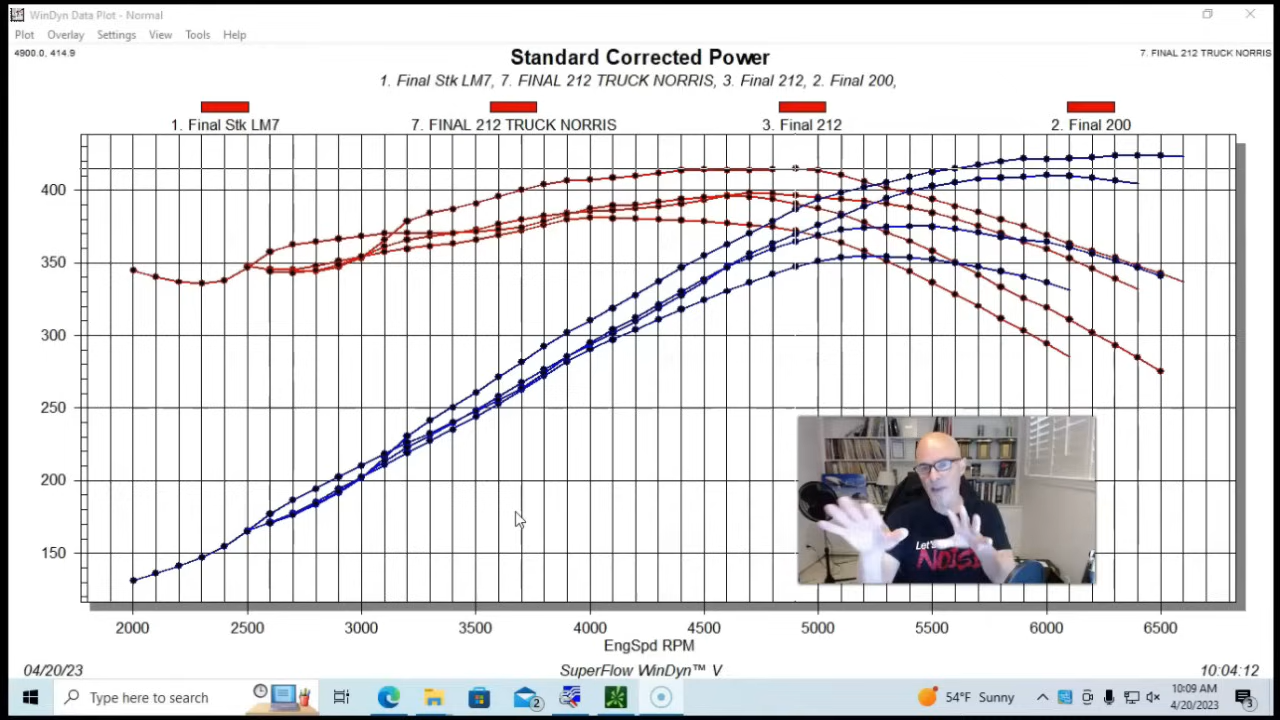 WinDyn Data Plot - Normal
Plot Overlay Settings View Tools Help
4900.0, 414.9
7. FINAL 212 TRUCK NORRIS
Standard Corrected Power
1. Final Stk LM7, 7. FINAL 212 TRUCK NORRIS, 3. Final 212, 2. Final 200,
1. Final Stk LM7 7. FINAL 212 TRUCK NORRIS 3. Final 212 2. Final 200
400
350
300
250
200
150
Let's
NOISE
2000 2500 3000 3500 4000 4500 5000 5500 6000 6500
EngSpd RPM
04/20/23 SuperFlow WinDyn™ V 10:04:12
Type here to search
2
54°F Sunny
10:09 AM
4/20/2023
3